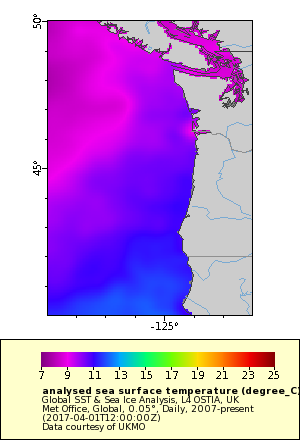 50°
45°
-125°
7 9 11 13 15 17 19 21 23 25
analysed sea surface temperature (degree_C)
Global SST & Sea Ice Analysis, L4 OSTIA, UK
Met Office, Global, 0.05°, Daily, 2007-present
(2017-04-01T12:00:00Z)
Data courtesy of UKMO